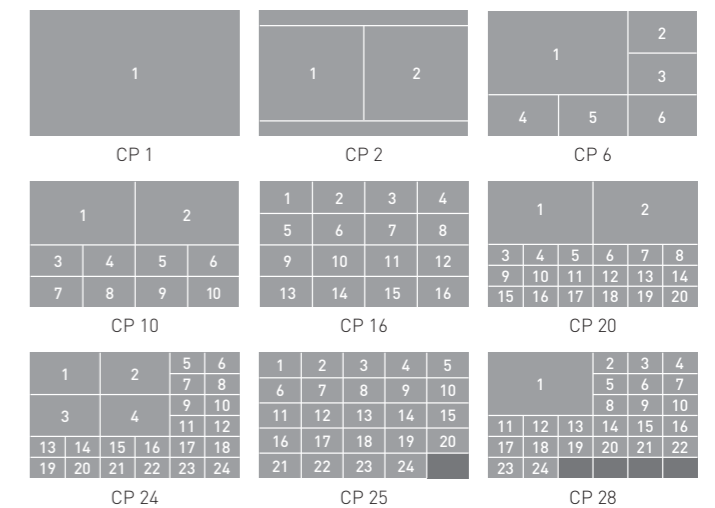 1
CP 1
1 2
CP 2
1 2
3
4 5 6
CP 6
1 2
3 4 5 6
7 8 9 10
CP 10
1 2 3 4
5 6 7 8
9 10 11 12
13 14 15 16
CP 16
1 2
3 4 5 6 7 8
9 10 11 12 13 14
15 16 17 18 19 20
CP 20
1 2 5 6
7 8
3 4 9 10
11 12
13 14 15 16 17 18
19 20 21 22 23 24
CP 24
1 2 3 4 5
6 7 8 9 10
11 12 13 14 15
16 17 18 19 20
21 22 23 24
CP 25
1 2 3 4
5 6 7
8 9 10
11 12 13 14 15 16
17 18 19 20 21 22
23 24
CP 28